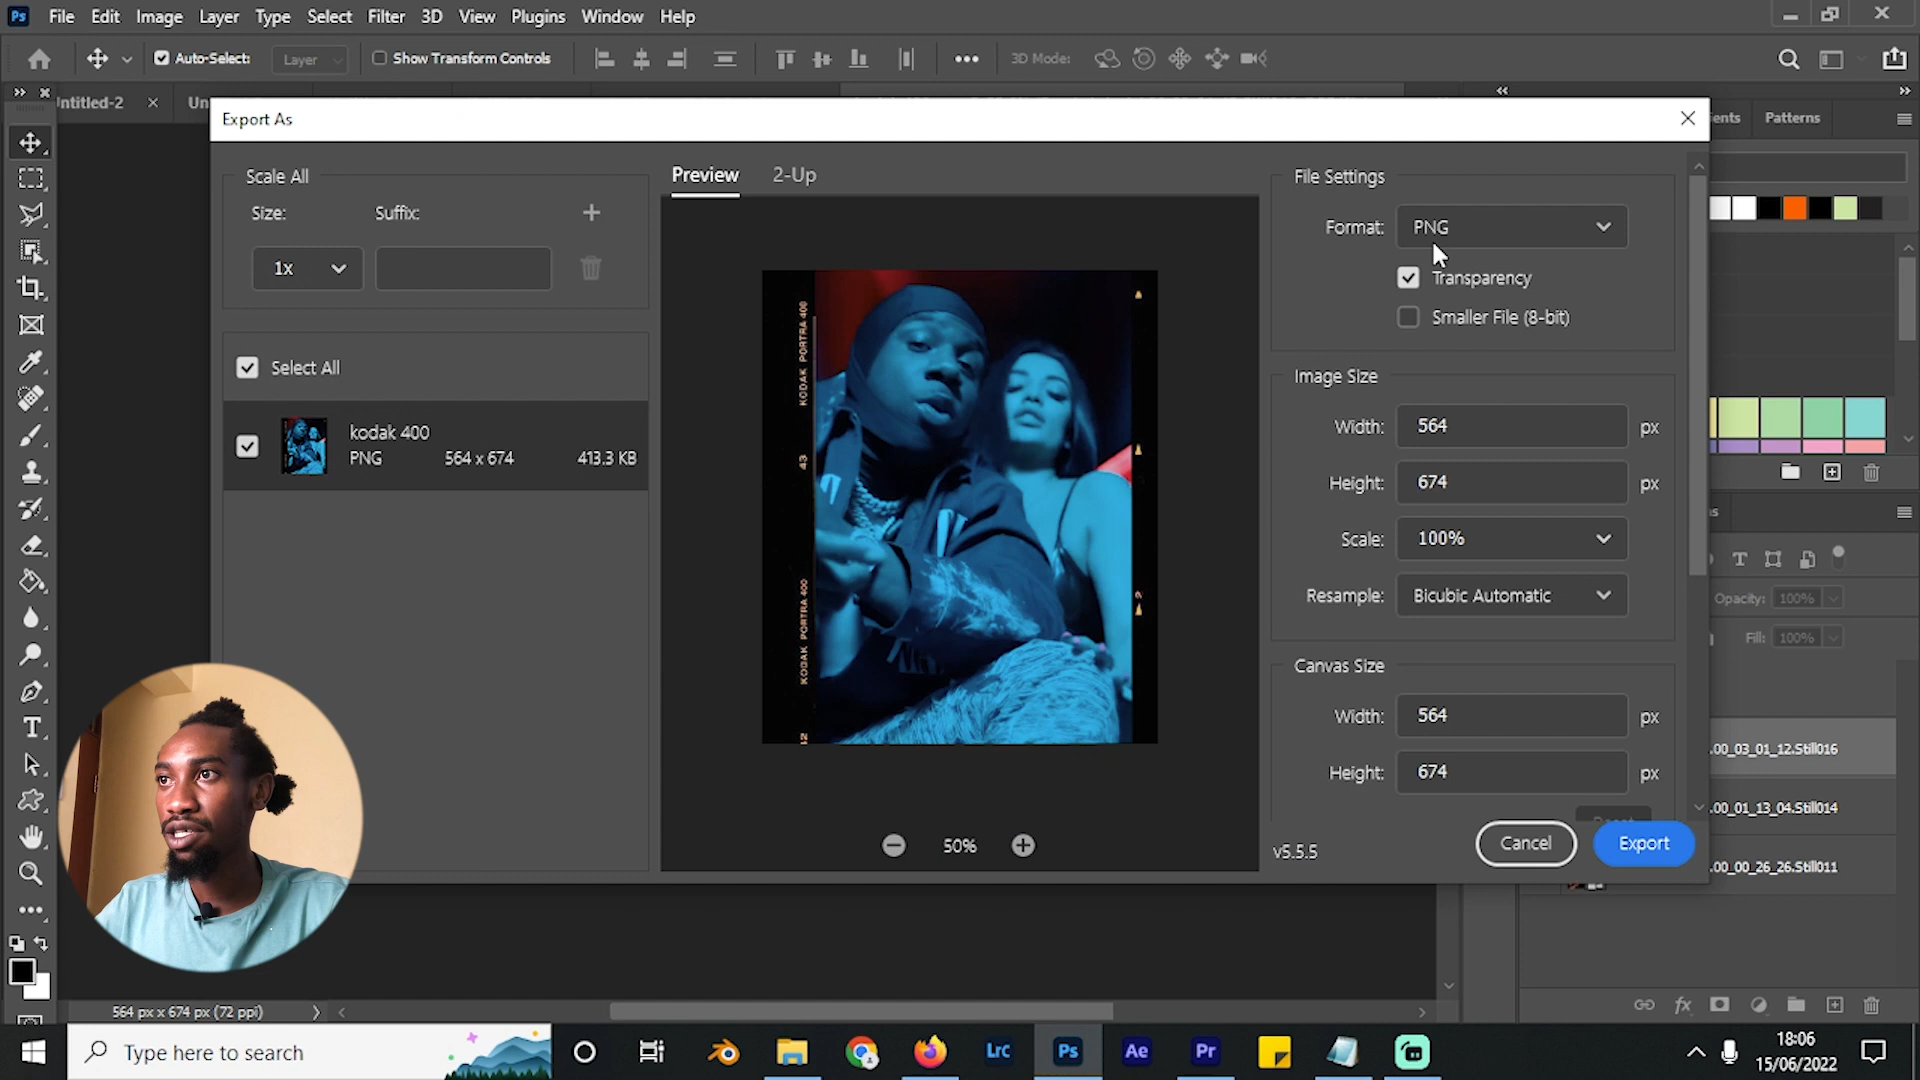 Ps File Edit Image Layer Type Select Filter 3D View Plugins Window Help
Auto-Select: Layer Show Transform Controls 3D Mode:
ntitled-2 × Un
Export As
ients Patterns
Scale All
Size: Suffix:
1x
Select All
kodak 400
PNG 564 x 674 413.3 KB
Preview 2-Up
KODAK PORTRA 400
43
KODAK PORTRA 400
50%
File Settings
Format: PNG
Transparency
Smaller File (8-bit)
Image Size
Width: 564 px
Height: 674 px
Scale: 100%
Resample: Bicubic Automatic
Canvas Size
Width: 564 px
Height: 674 px
v5.5.5
Cancel Export
Opacity: 100%
Fill: 100%
.00_03_01_12.Still016
.00_01_13_04.Still014
.00_00_26_26.Still011
564 px x 674 px (72 ppi)
Type here to search
LrC Ps Ae Pr
18:06
15/06/2022